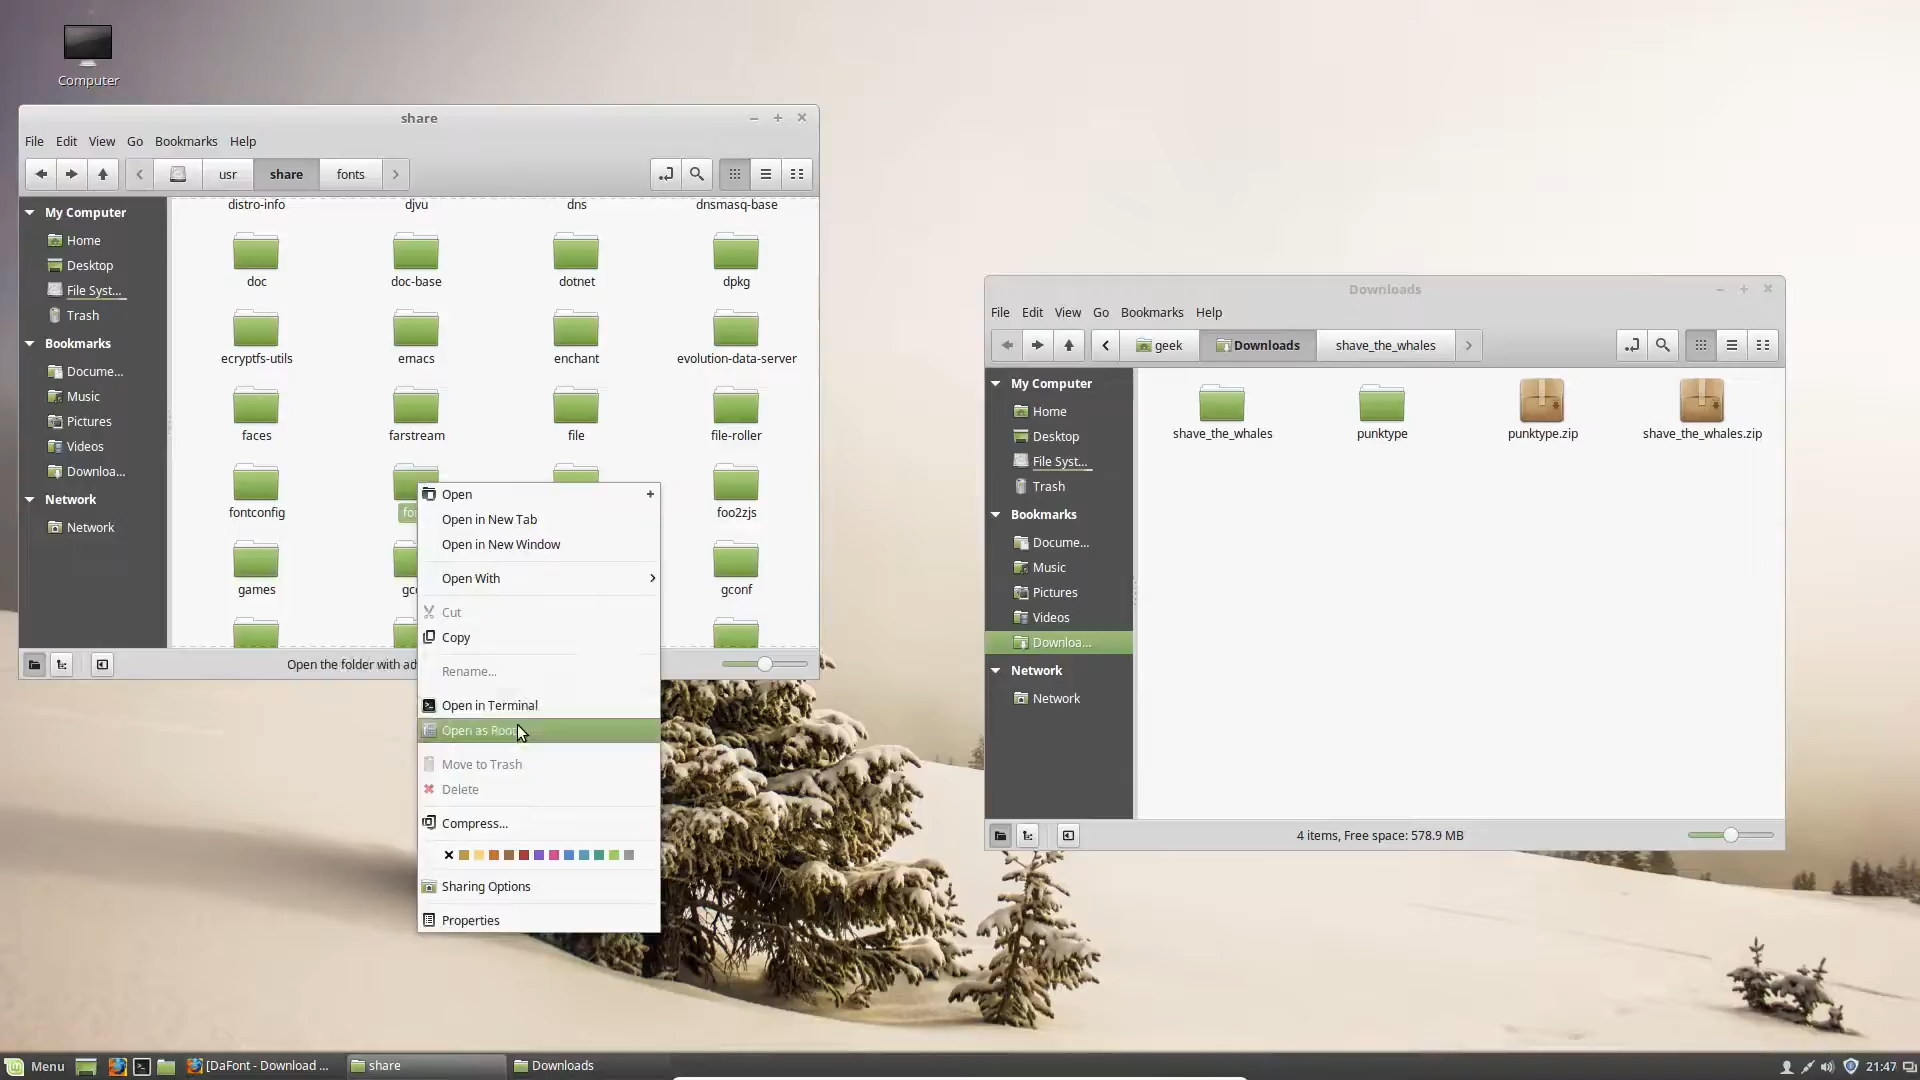 Computer
share
File Edit View Go Bookmarks Help
usr share fonts
My Computer
Home
Desktop
File Syst...
Trash
Bookmarks
Docume...
Music
Pictures
Videos
Downloa...
Network
Network
distro-info djvu dns dnsmasq-base
doc doc-base dotnet dpkg
ecryptfs-utils emacs enchant evolution-data-server
faces farstream file file-roller
fontconfig foo2zjs
games gconf
Open the folder with ad
Open
Open in New Tab
Open in New Window
Open With
Cut
Copy
Rename...
Open in Terminal
Open as Root
Move to Trash
Delete
Compress...
Sharing Options
Properties
Downloads
File Edit View Go Bookmarks Help
geek Downloads shave_the_whales
My Computer
Home
Desktop
File Syst...
Trash
Bookmarks
Docume...
Music
Pictures
Videos
Downloa...
Network
Network
shave_the_whales punktype punktype.zip shave_the_whales.zip
4 items, Free space: 578.9 MB
Menu [DaFont - Download ... share Downloads 21:47